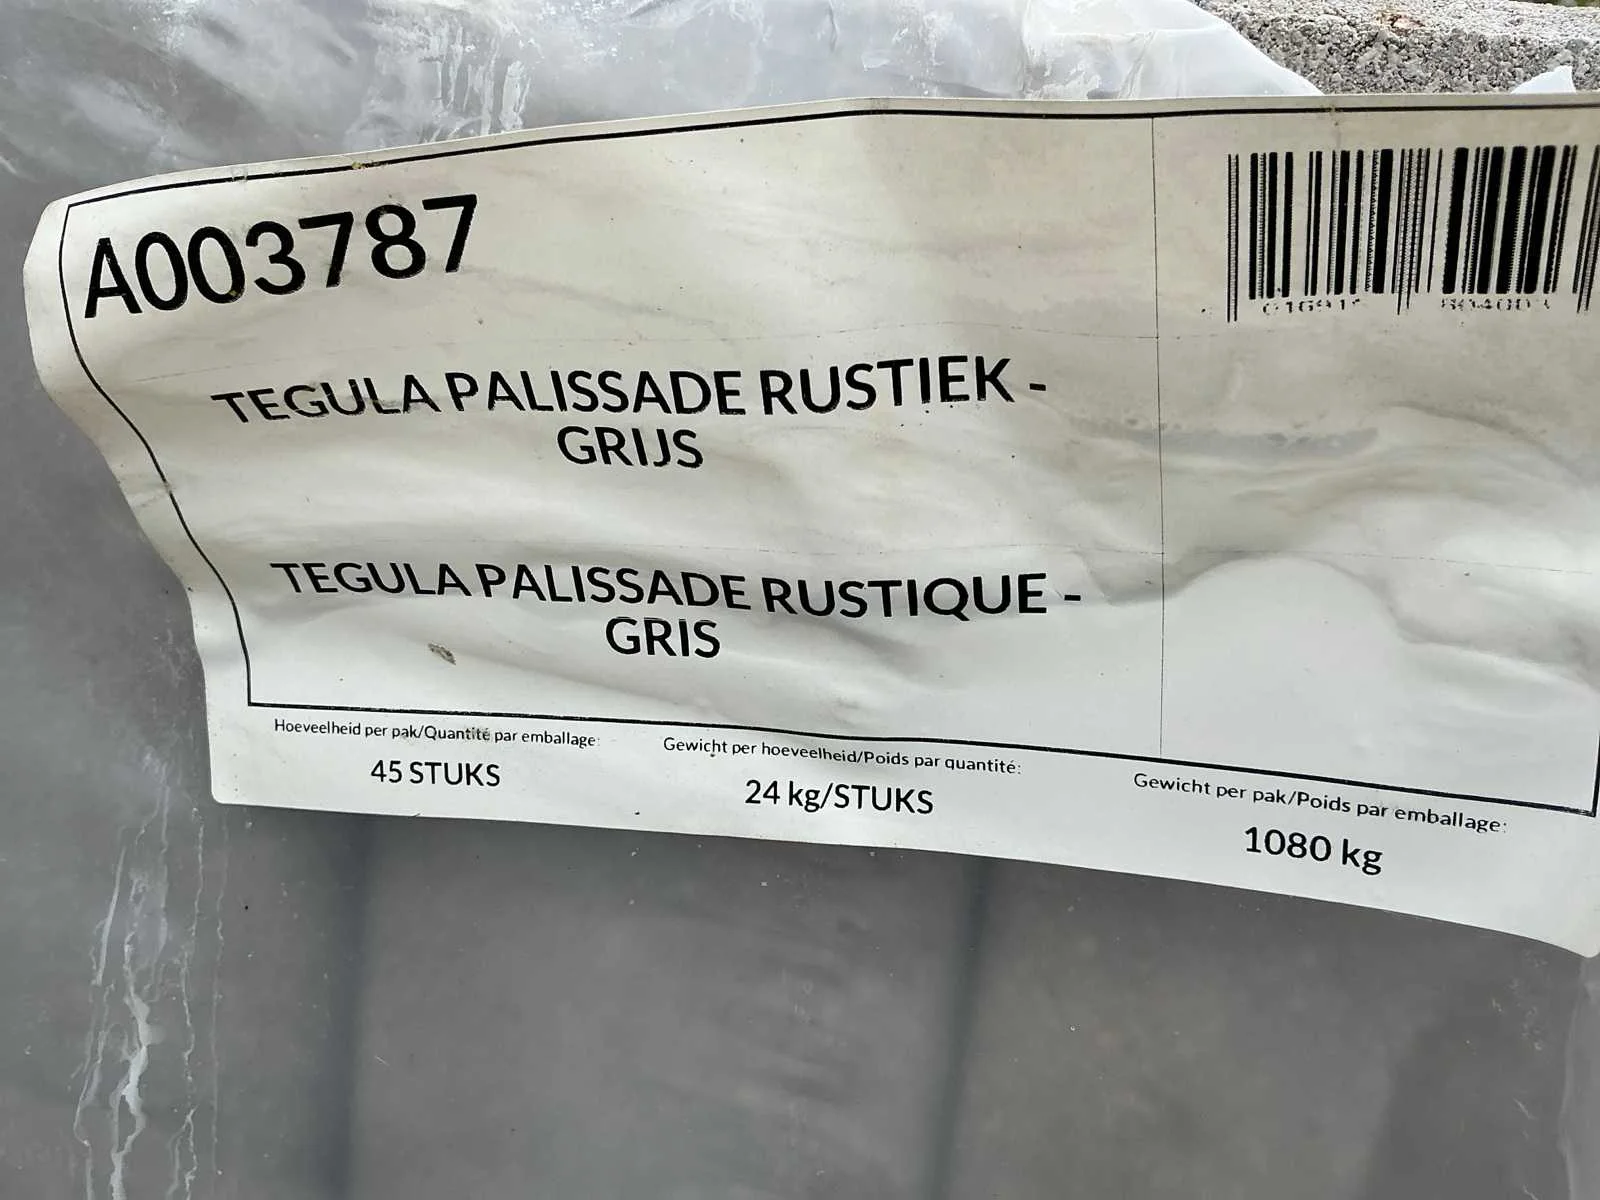 A003787
TEGULA PALISSADE RUSTIEK -
GRIJS
TEGULA PALISSADE RUSTIQUE -
GRIS
Hoeveelheid per pak/Quantité par emballage:
45 STUKS
Gewicht per hoeveelheid/Poids par quantité:
24 kg/STUKS
Gewicht per pak/Poids par emballage:
1080 kg